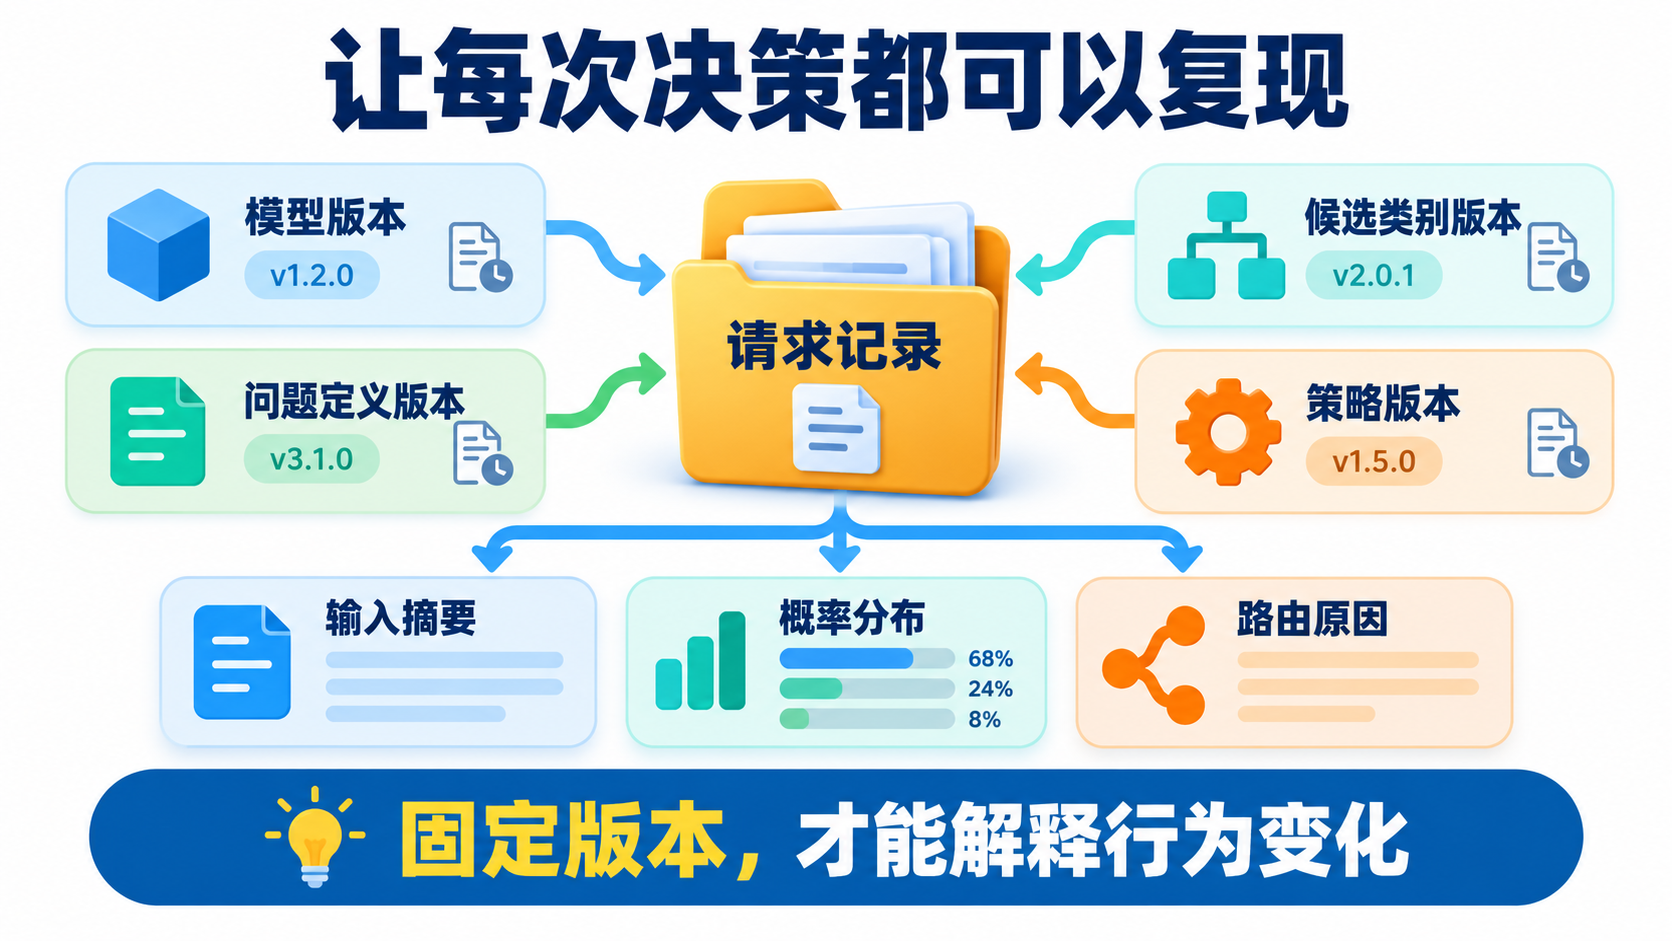 让每次决策都可以复现
模型版本
v1.2.0
问题定义版本
v3.1.0
请求记录
候选类别版本
v2.0.1
策略版本
v1.5.0
输入摘要
概率分布
68%
24%
8%
路由原因
固定版本，才能解释行为变化